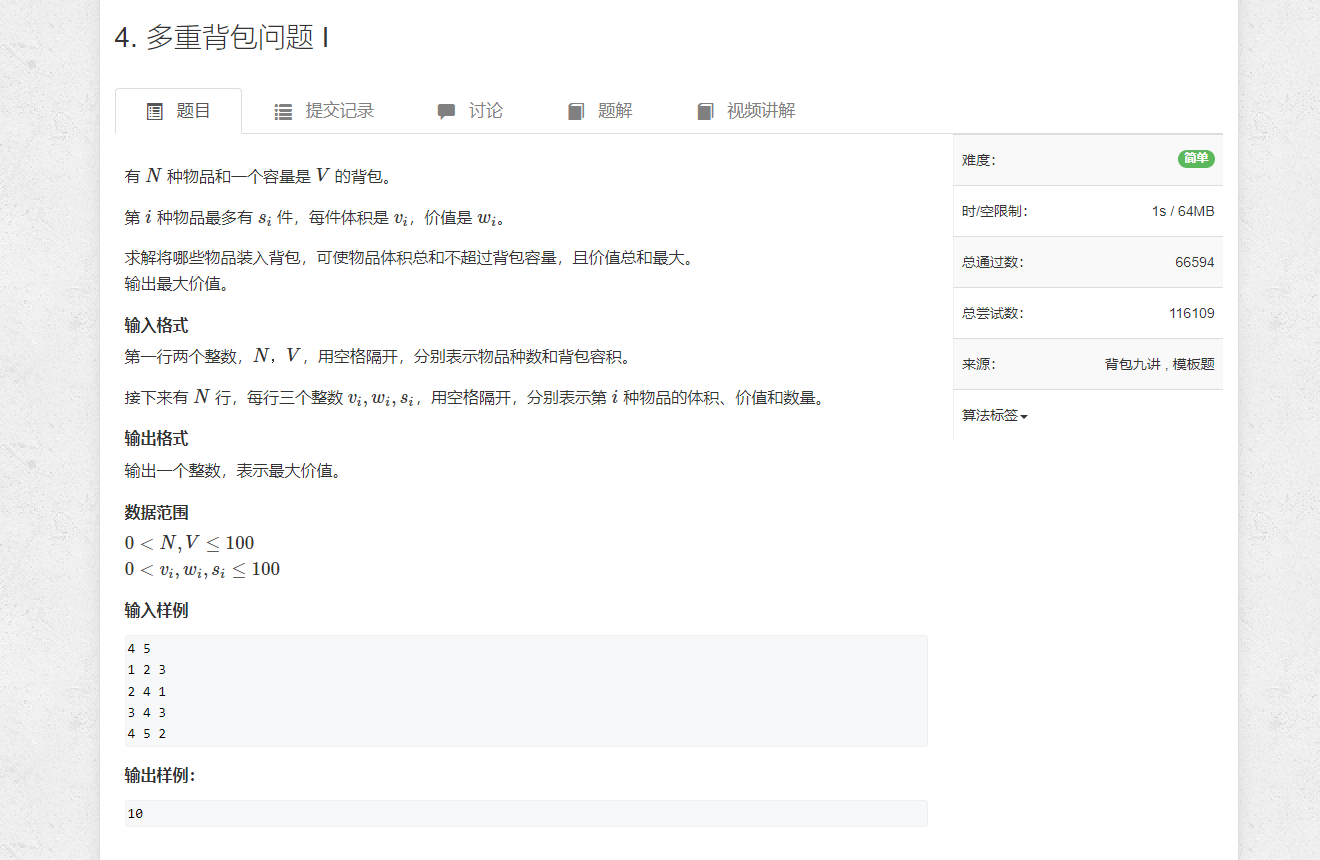 4. 多重背包问题 I
题目 提交记录 讨论 题解 视频讲解
有 N 种物品和一个容量是 V 的背包。
第 i 种物品最多有 s_i 件，每件体积是 v_i，价值是 w_i。
求解将哪些物品装入背包，可使物品体积总和不超过背包容量，且价值总和最大。
输出最大价值。
输入格式
第一行两个整数，N，V，用空格隔开，分别表示物品种数和背包容积。
接下来有 N 行，每行三个整数 v_i, w_i, s_i，用空格隔开，分别表示第 i 种物品的体积、价值和数量。
输出格式
输出一个整数，表示最大价值。
数据范围
0 < N, V ≤ 100
0 < v_i, w_i, s_i ≤ 100
输入样例
4 5
1 2 3
2 4 1
3 4 3
4 5 2
输出样例：
10
难度： 简单
时/空限制： 1s / 64MB
总通过数： 66594
总尝试数： 116109
来源： 背包九讲 , 模板题
算法标签